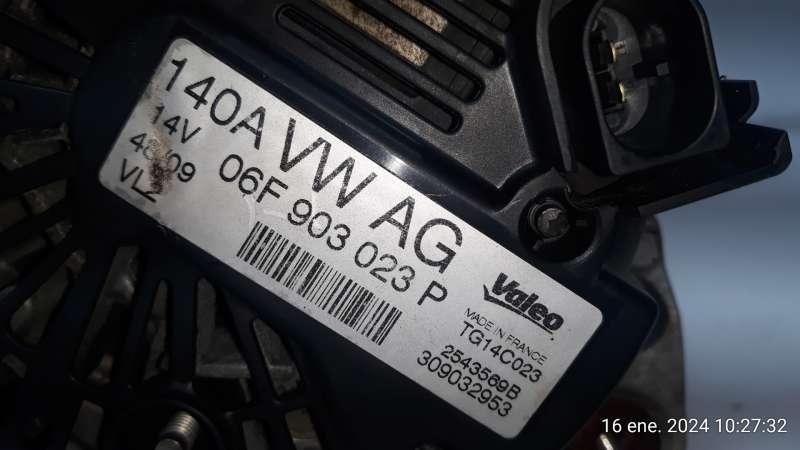 140A VW AG
14V 06F 903 023 P
48/09
VL2
Valeo
MADE IN FRANCE
TG14C023
2543569B
309032953
16 ene. 2024 10:27:32